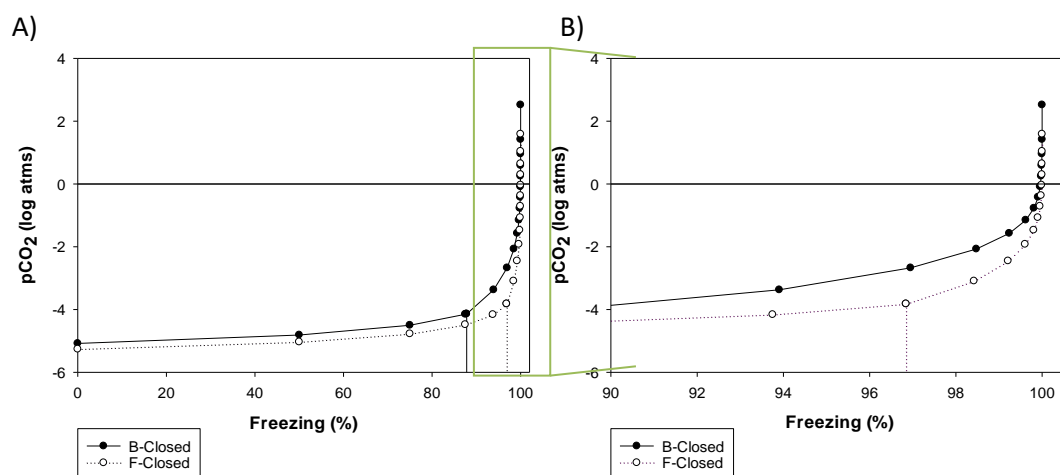 A)
B)
4
2
0
-2
-4
-6
pCO2 (log atms)
0 20 40 60 80 100
Freezing (%)
B-Closed
F-Closed
4
2
0
-2
-4
-6
pCO2 (log atms)
90 92 94 96 98 100
Freezing (%)
B-Closed
F-Closed